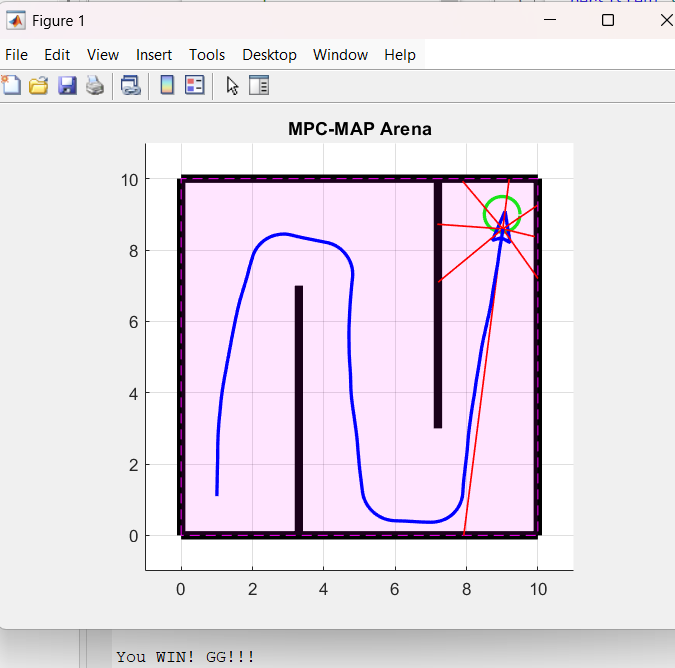 Figure 1
File Edit View Insert Tools Desktop Window Help
MPC-MAP Arena
10
8
6
4
2
0
0 2 4 6 8 10
You WIN! GG!!!